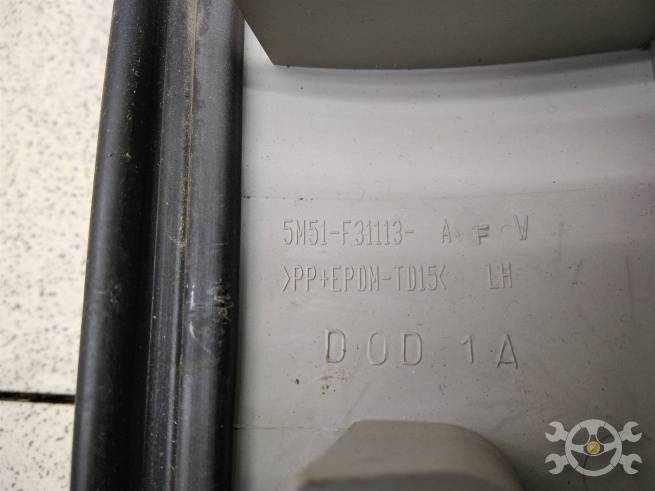 5M51-F31113- A F W
>PP+EPDM-TD15< LH
DOD 1A